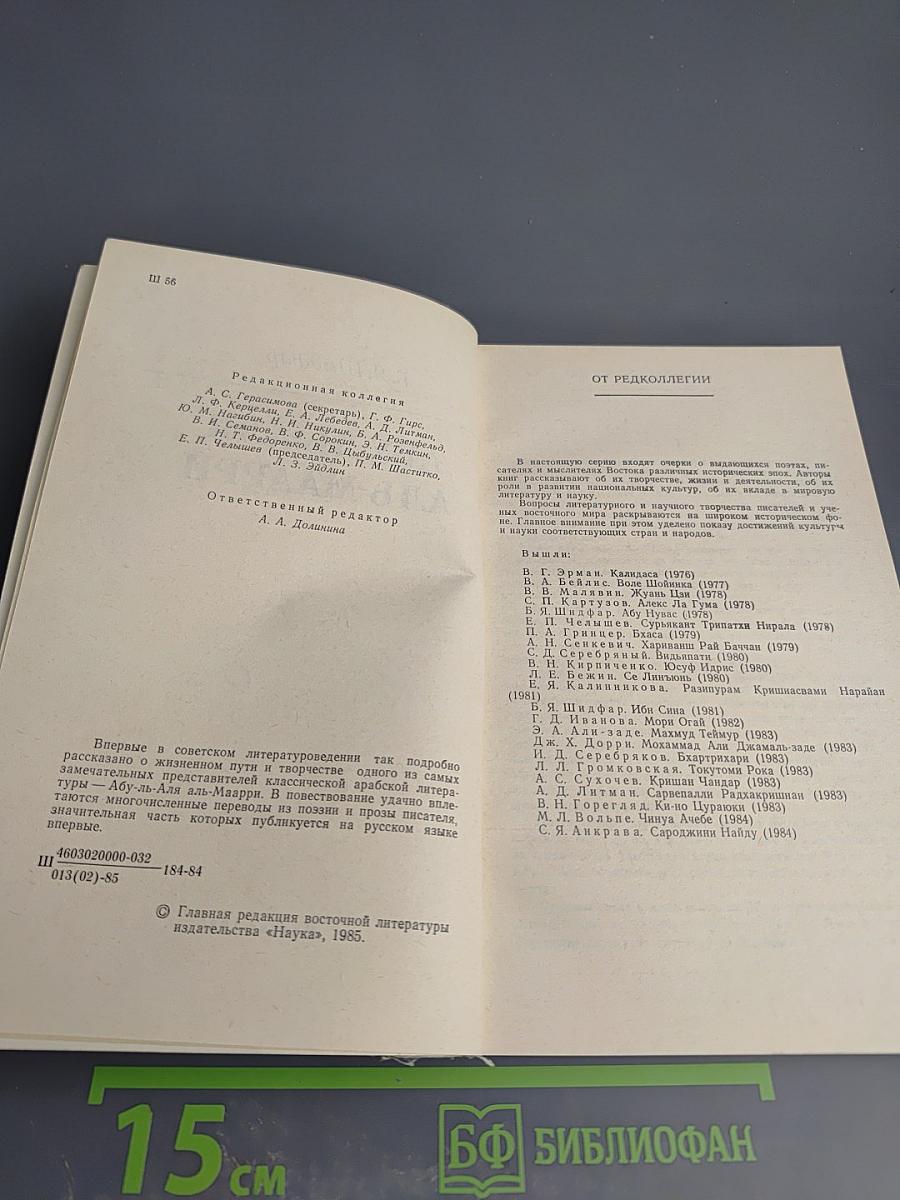 Ш 56
Редакционная коллегия
А. С. Герасимова (секретарь), Г. Ф. Гирс,
Л. Ф. Керцелли, Е. А. Лебедев, А. Д. Литман,
Ю. М. Нагибин, Н. И. Никулин, Б. А. Розенфельд,
В. И. Семанов, В. Ф. Сорокин, Э. Н. Темкин,
Н. Т. Федоренко, В. В. Цыбульский,
Е. П. Челышев (председатель), П. М. Шаститко,
Л. З. Эйдлин
Ответственный редактор
А. А. Долинина
Впервые в советском литературоведении так подробно
рассказано о жизненном пути и творчестве одного из самых
замечательных представителей классической арабской литера-
туры — Абу-ль-Аля аль-Маарри. В повествование удачно впле-
таются многочисленные переводы из поэзии и прозы писателя,
значительная часть которых публикуется на русском языке
впервые.
Ш 4603020000-032 184-84
013(02)-85
© Главная редакция восточной литературы
издательства «Наука», 1985.
ОТ РЕДКОЛЛЕГИИ
В настоящую серию входят очерки о выдающихся поэтах, пи-
сателях и мыслителях Востока различных исторических эпох. Авторы
книг рассказывают об их творчестве, жизни и деятельности, об их
роли в развитии национальных культур, об их вкладе в мировую
литературу и науку.
Вопросы литературного и научного творчества писателей и уче-
ных восточного мира раскрываются на широком историческом фо-
не. Главное внимание при этом уделено показу достижений культуры
и науки соответствующих стран и народов.
Вышли:
В. Г. Эрман. Калидаса (1976)
В. А. Бейлис. Воле Шойинка (1977)
В. В. Малявин. Жуань Цзи (1978)
С. П. Картузов. Алекс Ла Гума (1978)
Б. Я. Шидфар. Абу Нувас (1978)
Е. П. Челышев. Сурьякант Трипатхи Нирала (1978)
П. А. Гринцер. Бхаса (1979)
А. Н. Сенкевич. Харивanш Рай Баччан (1979)
С. Д. Серебряный. Видьяпати (1980)
В. Н. Кирпиченко. Юсуф Идрис (1980)
Л. Е. Бежин. Се Линъюнь (1980)
Е. Я. Калинникова. Разипурам Кришнасвами Нарайан
(1981)
Б. Я. Шидфар. Ибн Сина (1981)
Г. Д. Иванова. Мори Огай (1982)
Э. А. Али-заде. Махмуд Теймур (1983)
Дж. Х. Дорри. Мохаммад Али Джамаль-заде (1983)
И. Д. Серебряков. Бхартрихари (1983)
Л. Л. Громковская. Токутоми Рока (1983)
А. С. Сухочев. Кришан Чандар (1983)
А. Д. Литман. Сарвепалли Радхакришнан (1983)
В. Н. Горегляд. Ки-но Цураюки (1983)
М. Л. Вольпе. Чинуа Ачебе (1984)
С. Я. Анкрава. Сароджини Найду (1984)
15 см
БФ БИБЛИОФАН